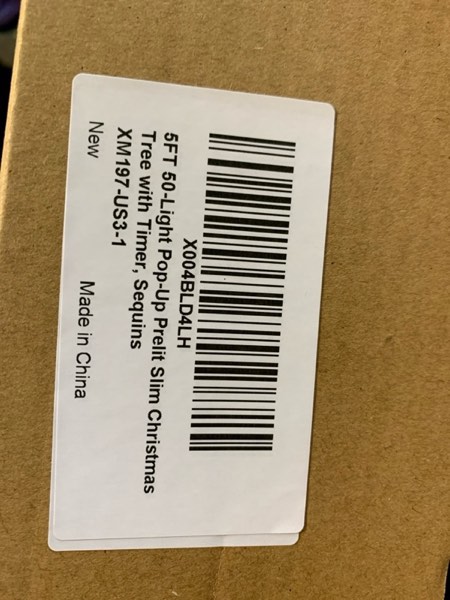 X004BLD4LH
5FT 50-Light Pop-Up Prelit Slim Christmas
Tree with Timer, Sequins
XM197-US3-1
New Made in China